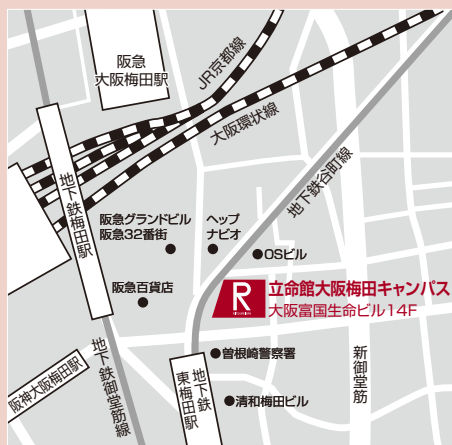 阪急
大阪梅田駅
JR京都線
大阪環状線
地下鉄谷町線
地下鉄梅田駅
阪急グランドビル
阪急32番街
ヘップ
ナビオ
OSビル
阪急百貨店
R
立命館大阪梅田キャンパス
大阪富国生命ビル14F
曽根崎警察署
新御堂筋
地下鉄御堂筋線
阪神大阪梅田駅
地下鉄
東梅田駅
清和梅田ビル